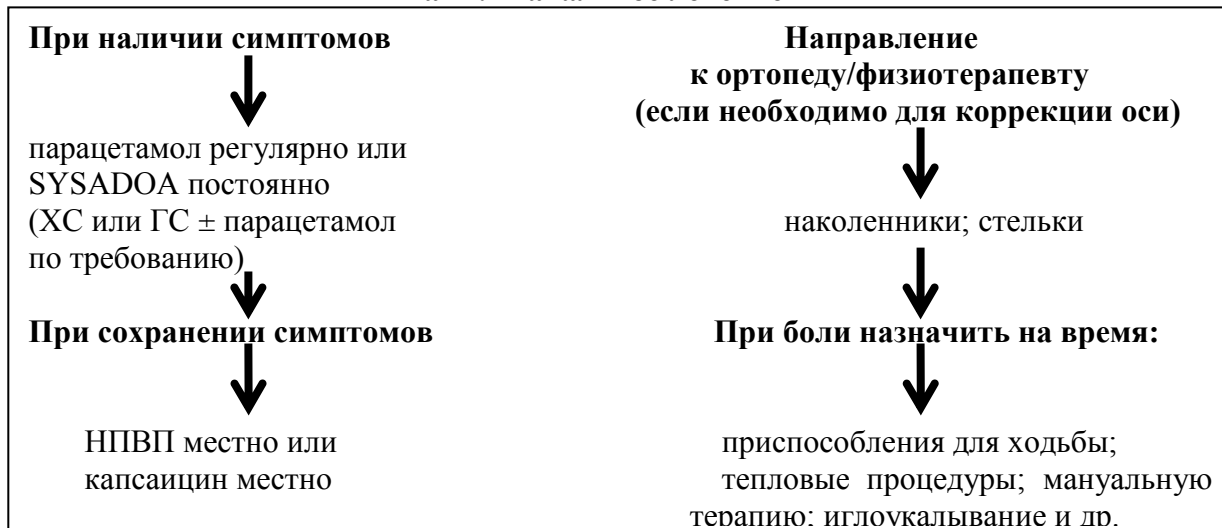 При наличии симптомов
парацетамол регулярно или
SYSADOA постоянно
(ХС или ГС ± парацетамол
по требованию)
При сохранении симптомов
НПВП местно или
капсаицин местно
Направление
к ортопеду/физиотерапевту
(если необходимо для коррекции оси)
наколенники; стельки
При боли назначить на время:
приспособления для ходьбы;
тепловые процедуры; мануальную
терапию; иглоукалывание и др.